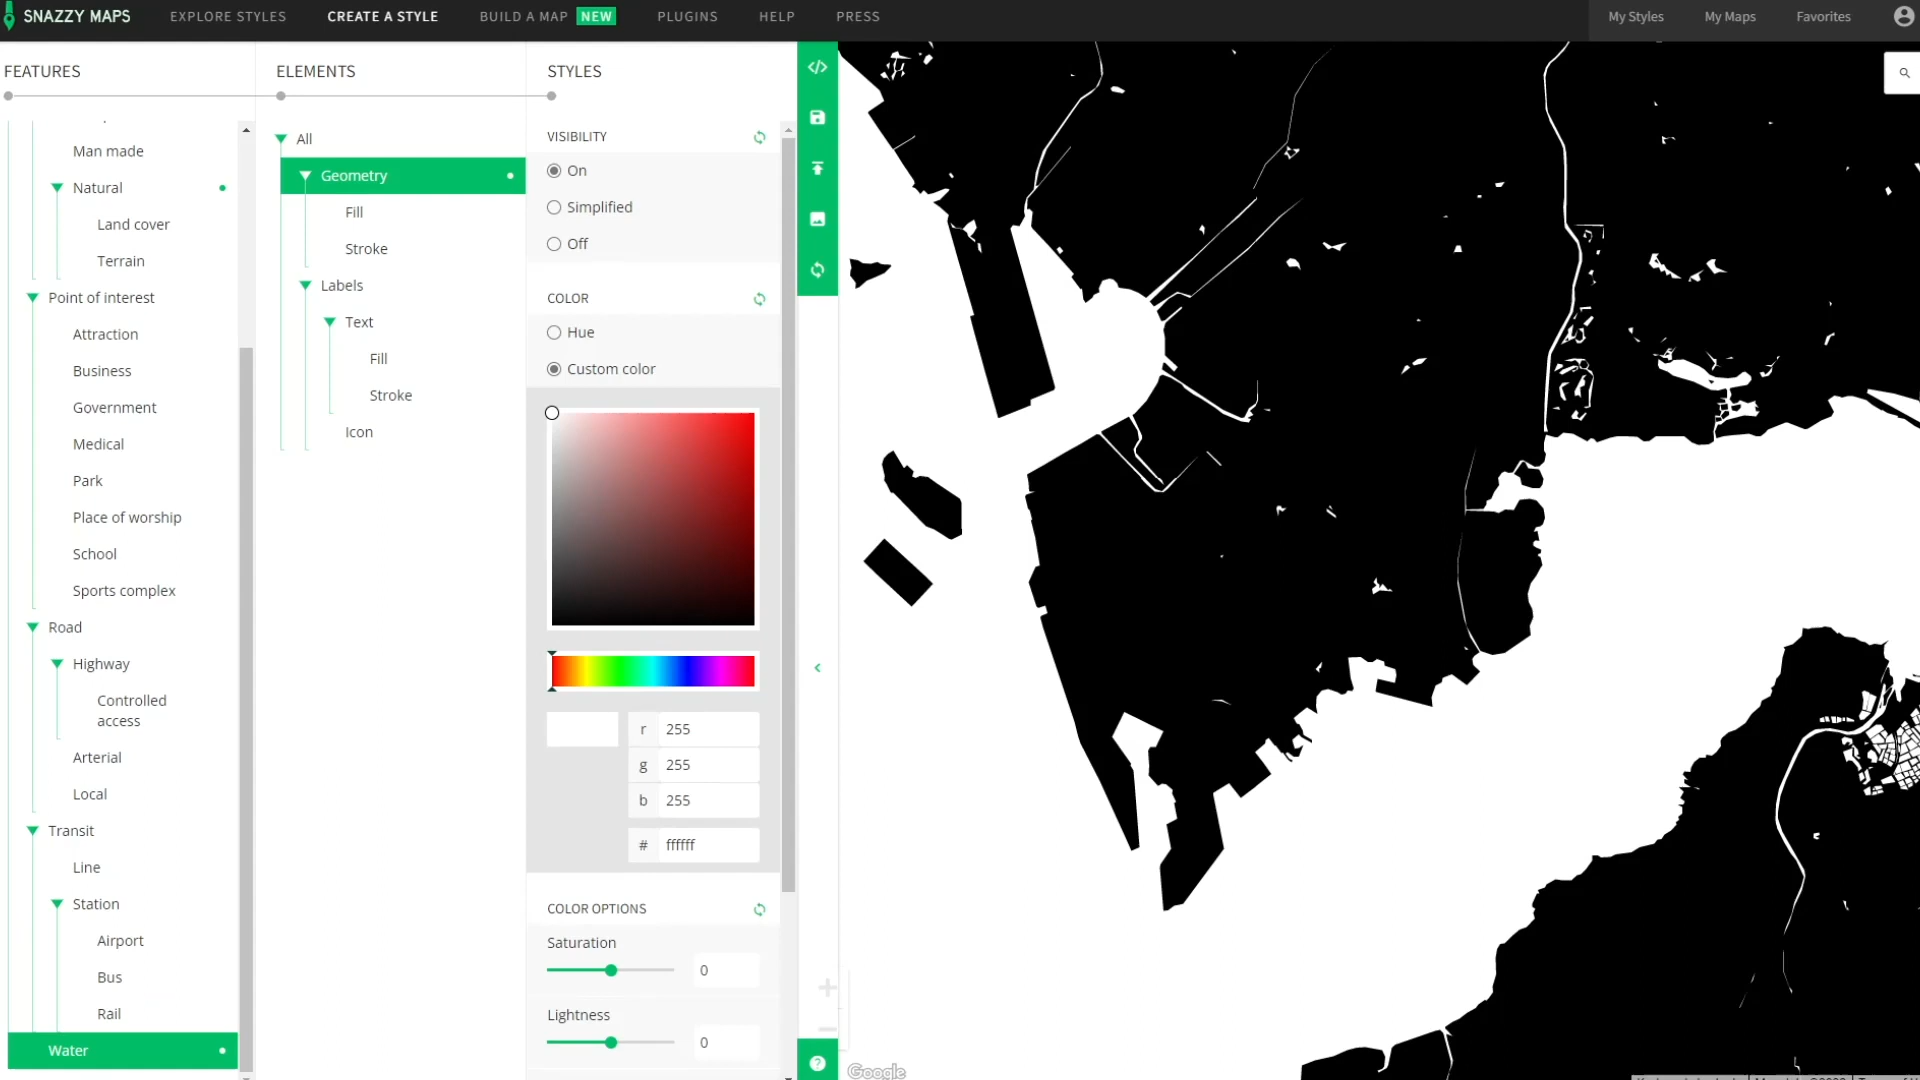 SNAZZY MAPS
EXPLORE STYLES
CREATE A STYLE
BUILD A MAP NEW
PLUGINS
HELP
PRESS
My Styles
My Maps
Favorites
FEATURES
Man made
Natural
Land cover
Terrain
Point of interest
Attraction
Business
Government
Medical
Park
Place of worship
School
Sports complex
Road
Highway
Controlled
access
Arterial
Local
Transit
Line
Station
Airport
Bus
Rail
Water
ELEMENTS
All
Geometry
Fill
Stroke
Labels
Text
Fill
Stroke
Icon
STYLES
VISIBILITY
On
Simplified
Off
COLOR
Hue
Custom color
r 255
g 255
b 255
# ffffff
COLOR OPTIONS
Saturation
0
Lightness
0
Google